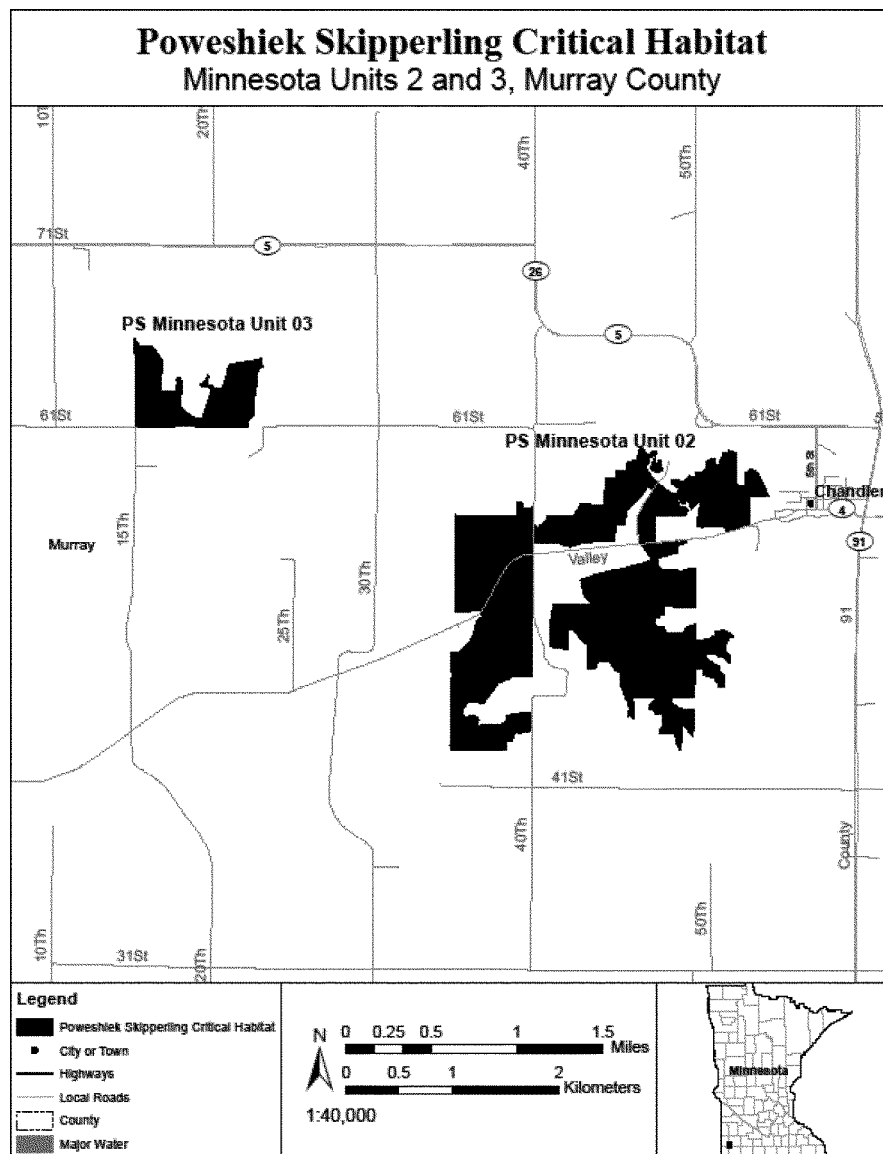 Poweshiek Skipperling Critical Habitat
Minnesota Units 2 and 3, Murray County
20Th
40Th
50Th
71St
5
26
5
PS Minnesota Unit 03
61St
61St
61St
PS Minnesota Unit 02
Chandler
4
91
Murray
15Th
30Th
Valley
25Th
91
41St
40Th
County
10Th
50Th
31St
20Th
Legend
Poweshiek Skipperling Critical Habitat
City or Town
Highways
Local Roads
County
Major Water
N
0 0.25 0.5 1 1.5
Miles
0 0.5 1 2
Kilometers
1:40,000
Minnesota